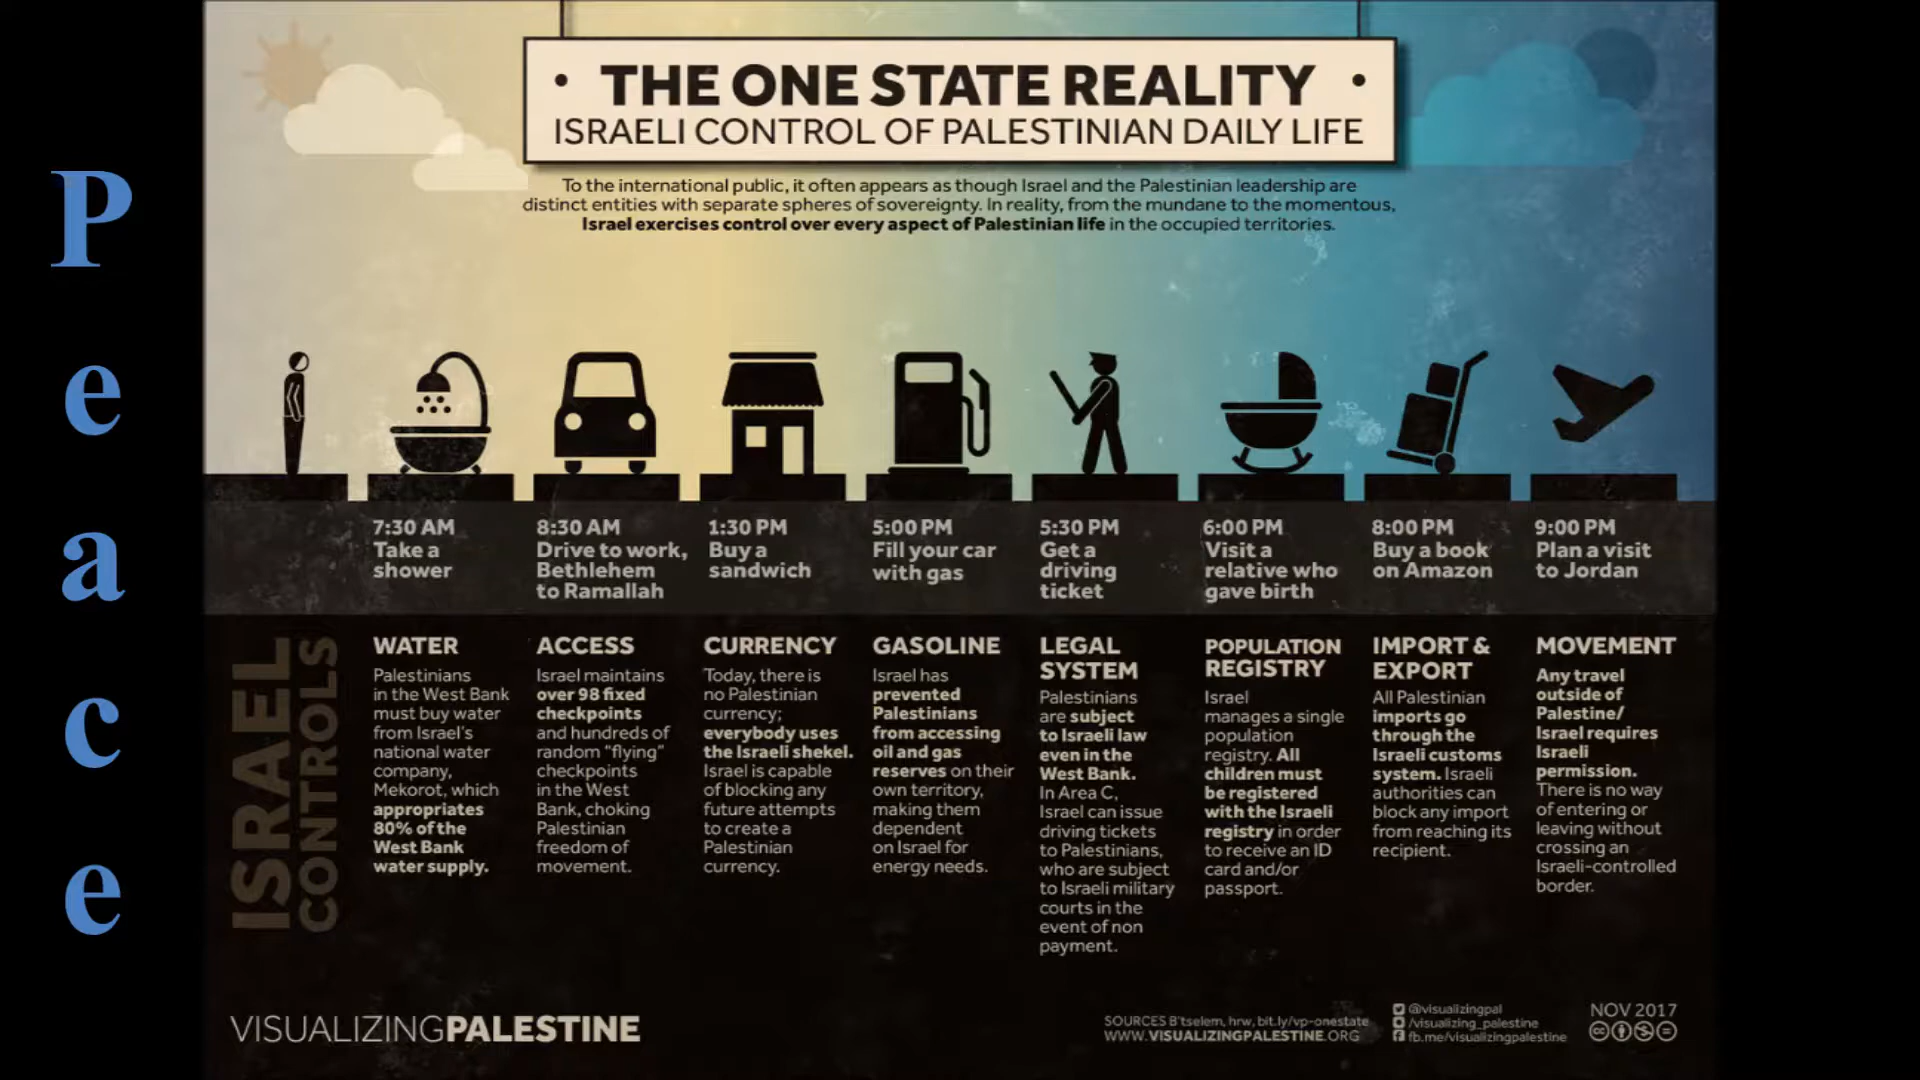 P
e
a
c
e
• THE ONE STATE REALITY •
ISRAELI CONTROL OF PALESTINIAN DAILY LIFE
To the international public, it often appears as though Israel and the Palestinian leadership are
distinct entities with separate spheres of sovereignty. In reality, from the mundane to the momentous,
Israel exercises control over every aspect of Palestinian life in the occupied territories.
7:30 AM
Take a
shower
8:30 AM
Drive to work,
Bethlehem
to Ramallah
1:30 PM
Buy a
sandwich
5:00 PM
Fill your car
with gas
5:30 PM
Get a
driving
ticket
6:00 PM
Visit a
relative who
gave birth
8:00 PM
Buy a book
on Amazon
9:00 PM
Plan a visit
to Jordan
ISRAEL
CONTROLS
WATER
Palestinians
in the West Bank
must buy water
from Israel's
national water
company,
Mekorot, which
appropriates
80% of the
West Bank
water supply.
ACCESS
Israel maintains
over 98 fixed
checkpoints
and hundreds of
random "flying"
checkpoints
in the West
Bank, choking
Palestinian
freedom of
movement.
CURRENCY
Today, there is
no Palestinian
currency;
everybody uses
the Israeli shekel.
Israel is capable
of blocking any
future attempts
to create a
Palestinian
currency.
GASOLINE
Israel has
prevented
Palestinians
from accessing
oil and gas
reserves on their
own territory,
making them
dependent
on Israel for
energy needs.
LEGAL
SYSTEM
Palestinians
are subject
to Israeli law
even in the
West Bank.
In Area C,
Israel can issue
driving tickets
to Palestinians,
who are subject
to Israeli military
courts in the
event of non
payment.
POPULATION
REGISTRY
Israel
manages a single
population
registry. All
children must
be registered
with the Israeli
registry in order
to receive an ID
card and/or
passport.
IMPORT &
EXPORT
All Palestinian
imports go
through the
Israeli customs
system. Israeli
authorities can
block any import
from reaching its
recipient.
MOVEMENT
Any travel
outside of
Palestine/
Israel requires
Israeli
permission.
There is no way
of entering or
leaving without
crossing an
Israeli-controlled
border.
VISUALIZINGPALESTINE
SOURCES B'tselem, hrw, bit.ly/vp-onestate
WWW.VISUALIZINGPALESTINE.ORG
@visualizingpal
/visualizing_palestine
fb.me/visualizingpalestine
NOV 2017